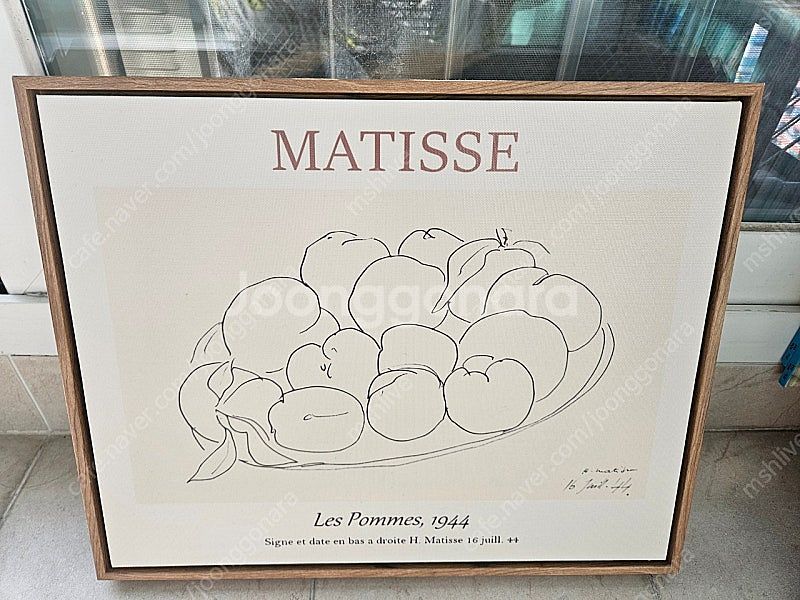 MATISSE
Joonggonara
H. Matisse
16 Juill. 44
Les Pommes, 1944
Signe et date en bas a droite H. Matisse 16 juill. 44